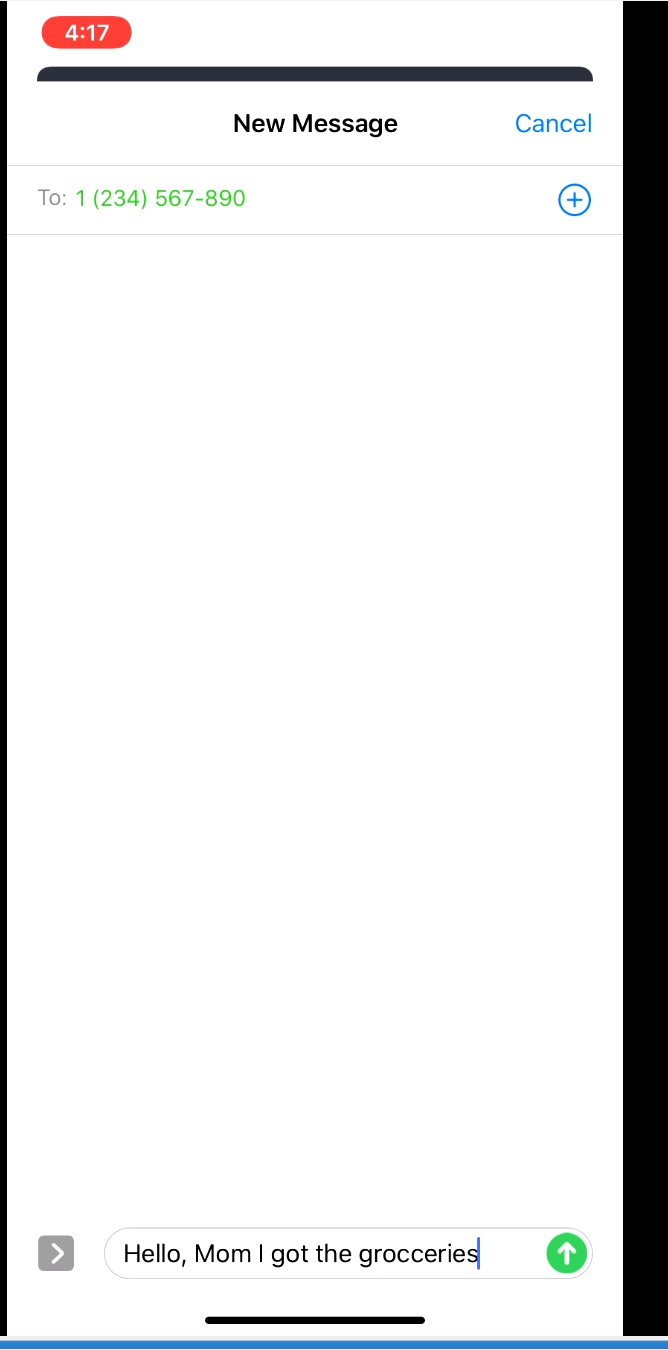 4:17
New Message
Cancel
To: 1 (234) 567-890
Hello, Mom I got the grocceries